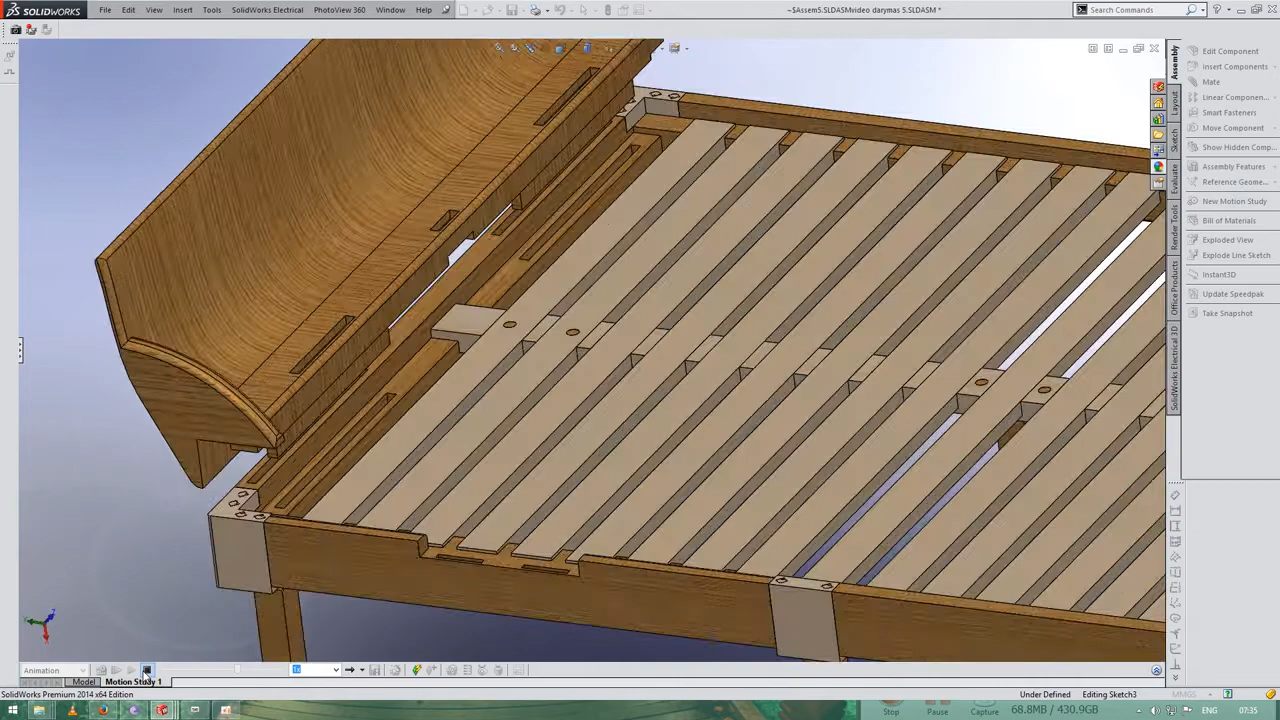 SOLIDWORKS File Edit View Insert Tools SolidWorks Electrical PhotoView 360 Window Help ~$Assem5.SLDASMvideo darymas 5.SLDASM * Search Commands
Assembly
Layout
Sketch
Evaluate
Render Tools
Office Products
SolidWorks Electrical 3D
Edit Component
Insert Components
Mate
Linear Componen...
Smart Fasteners
Move Component
Show Hidden Comp...
Assembly Features
Reference Geome...
New Motion Study
Bill of Materials
Exploded View
Explode Line Sketch
Instant3D
Update Speedpak
Take Snapshot
Animation
Model Motion Study 1
SolidWorks Premium 2014 x64 Edition Under Defined Editing Sketch3 MMGS
Stop Pause Capture 68.8MB / 430.9GB ENG 07:35